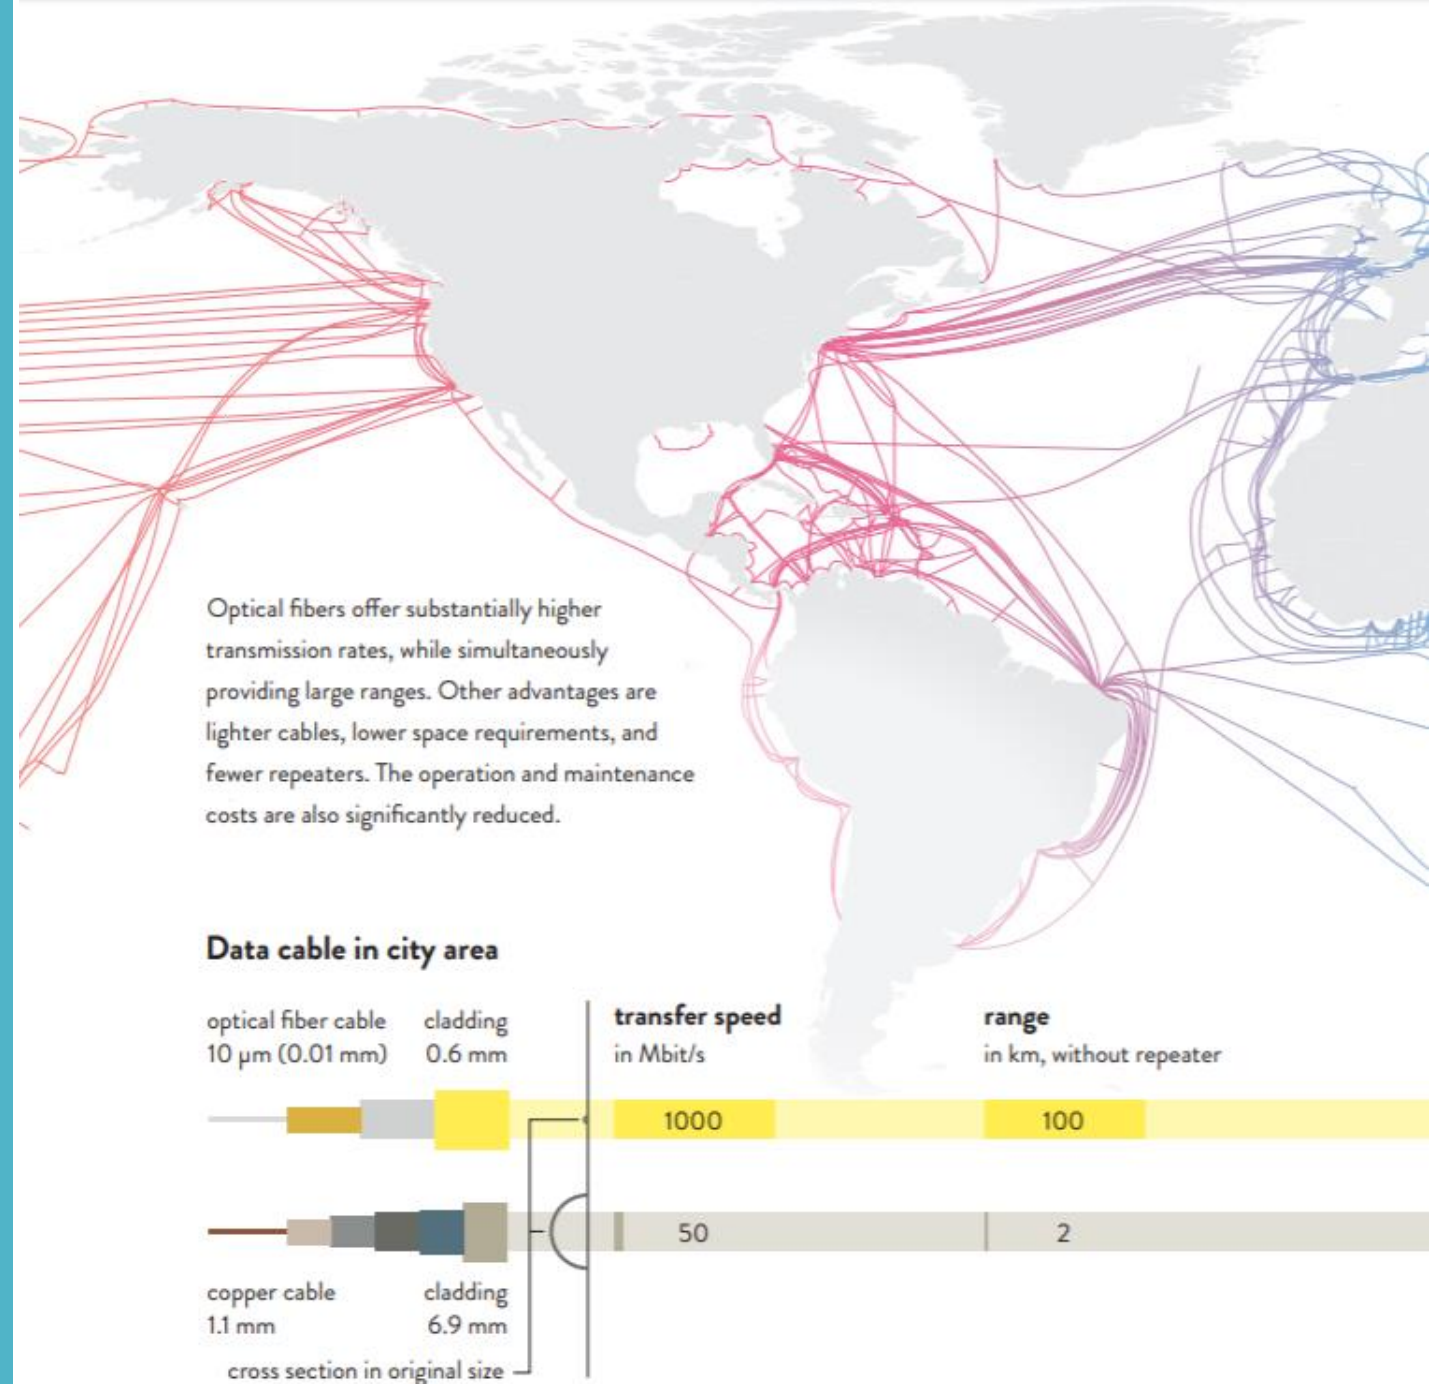 Optical fibers offer substantially higher
transmission rates, while simultaneously
providing large ranges. Other advantages are
lighter cables, lower space requirements, and
fewer repeaters. The operation and maintenance
costs are also significantly reduced.
Data cable in city area
optical fiber cable
10 µm (0.01 mm)
cladding
0.6 mm
transfer speed
in Mbit/s
range
in km, without repeater
1000
100
50
2
copper cable
1.1 mm
cladding
6.9 mm
cross section in original size